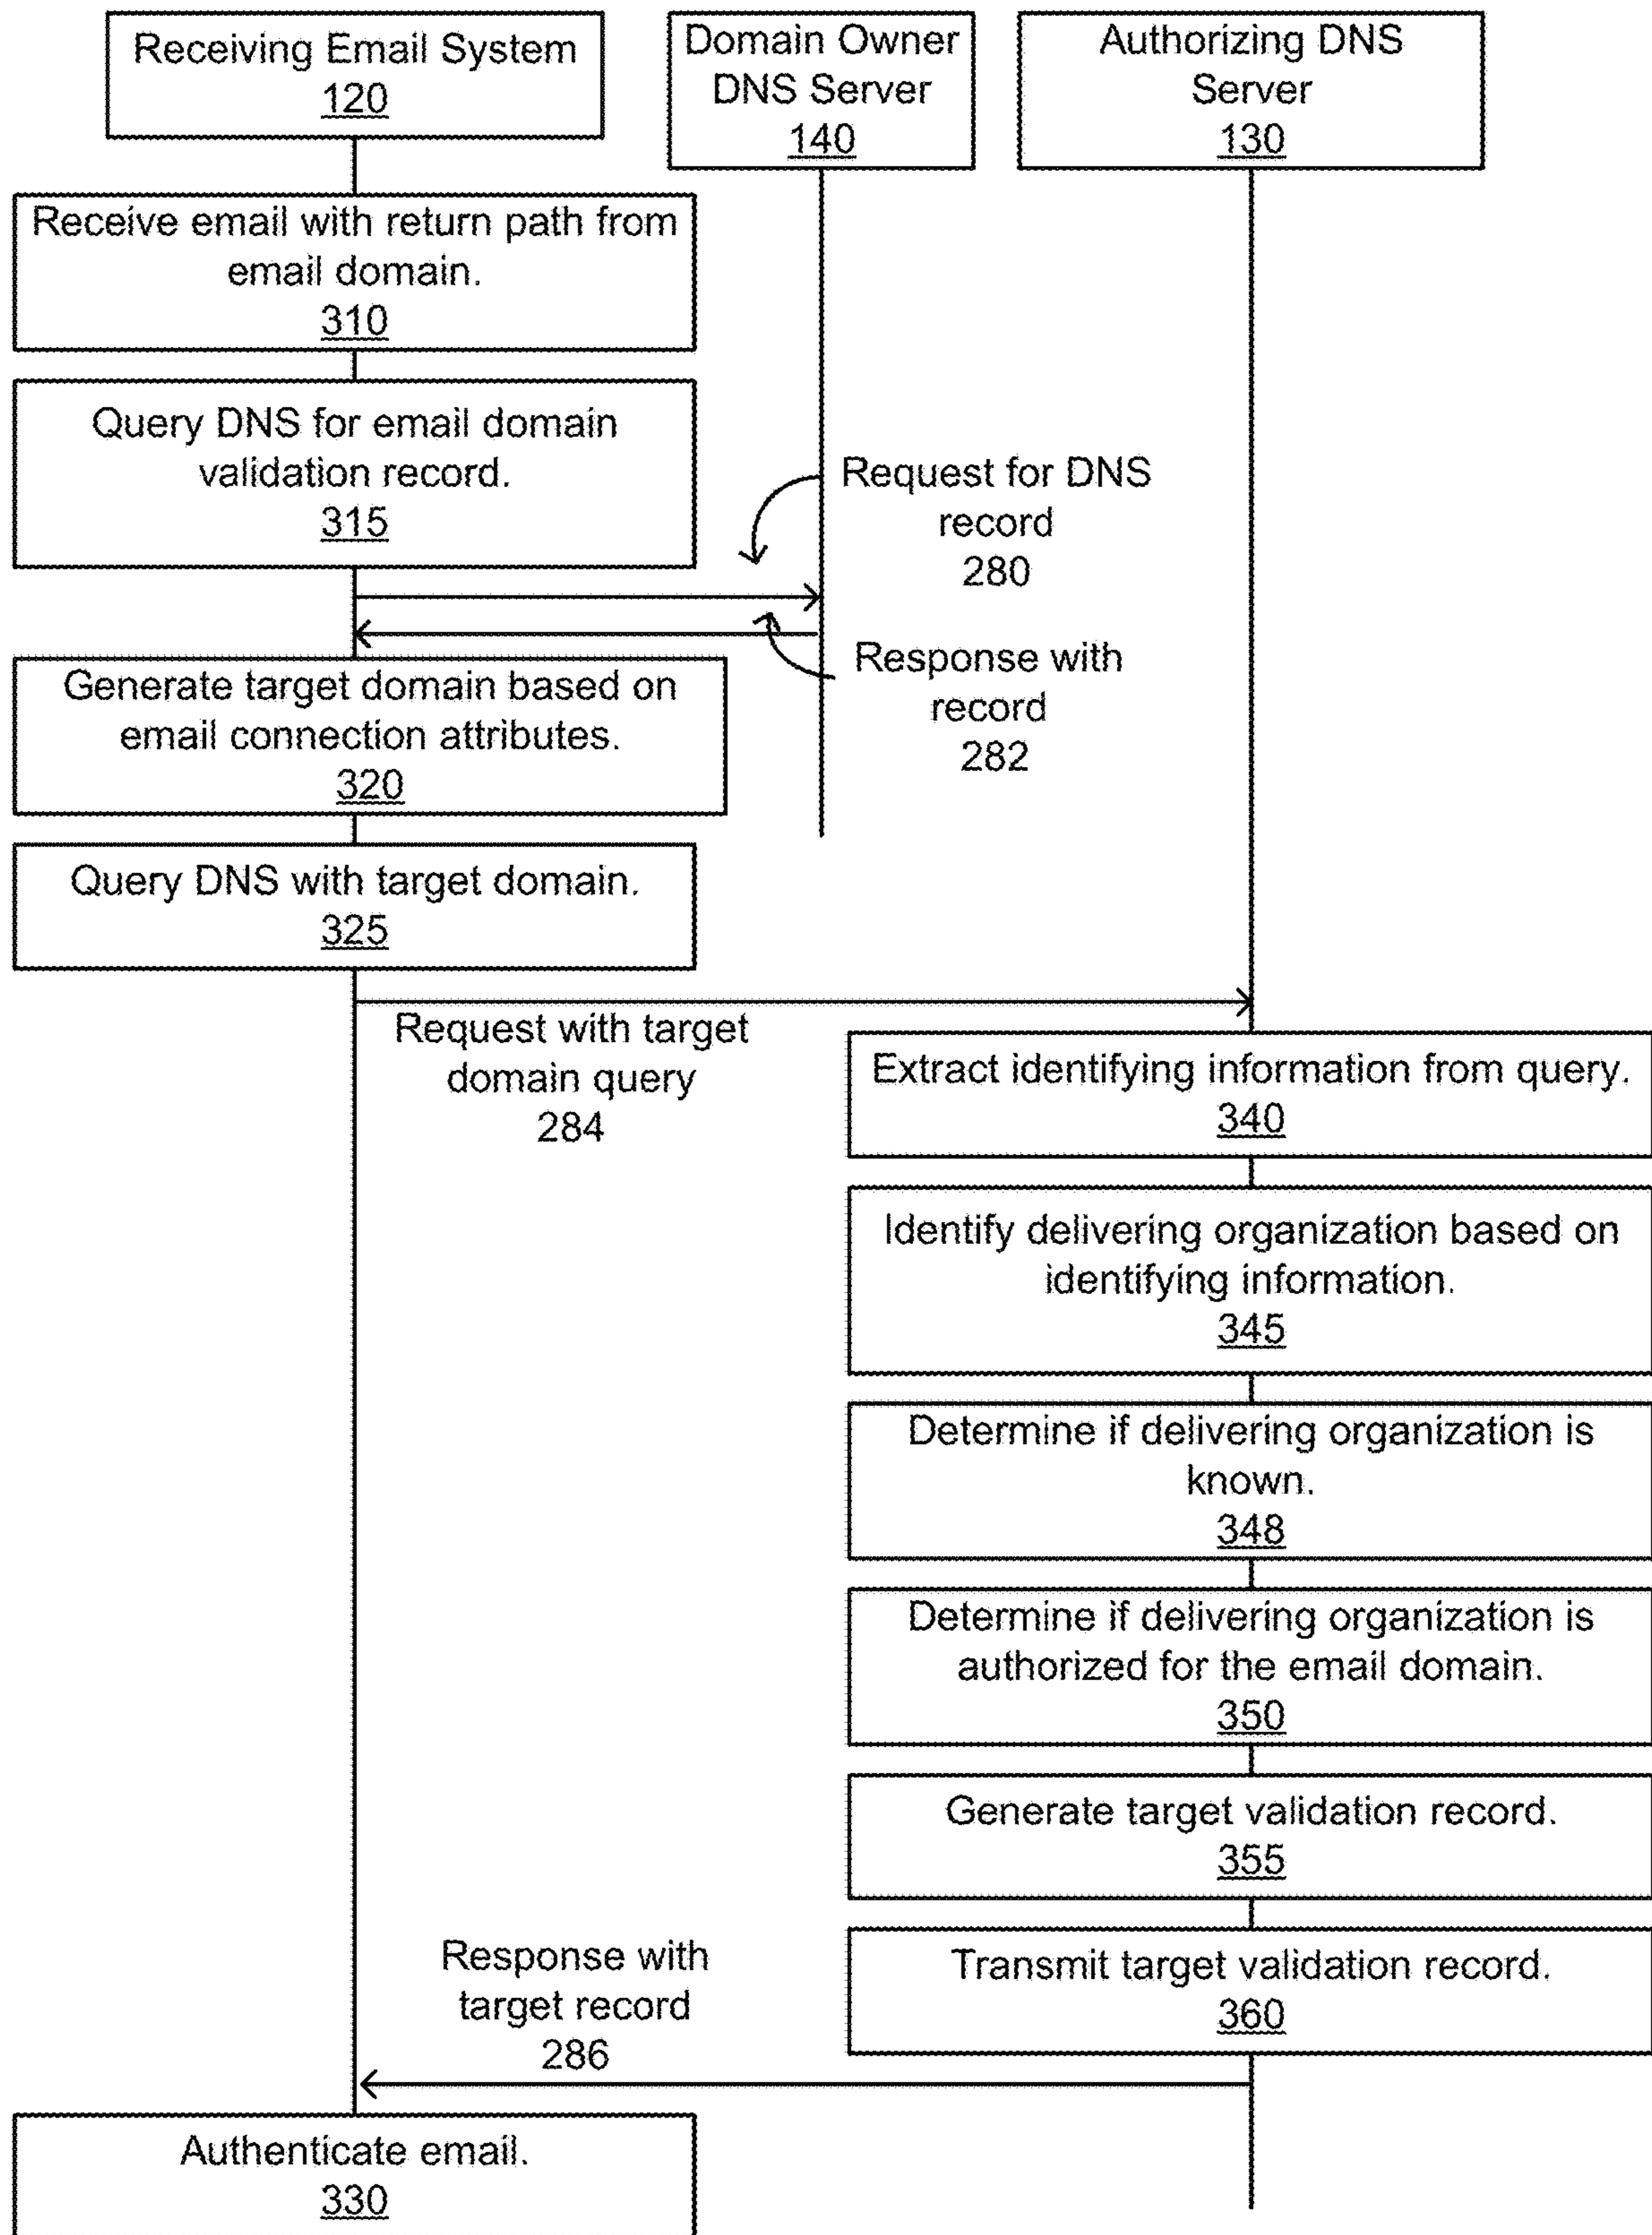 Receiving Email System
120
Domain Owner
DNS Server
140
Authorizing DNS
Server
130
Receive email with return path from
email domain.
310
Query DNS for email domain
validation record.
315
Request for DNS
record
280
Response with
record
282
Generate target domain based on
email connection attributes.
320
Query DNS with target domain.
325
Request with target
domain query
284
Extract identifying information from query.
340
Identify delivering organization based on
identifying information.
345
Determine if delivering organization is
known.
348
Determine if delivering organization is
authorized for the email domain.
350
Generate target validation record.
355
Transmit target validation record.
360
Response with
target record
286
Authenticate email.
330